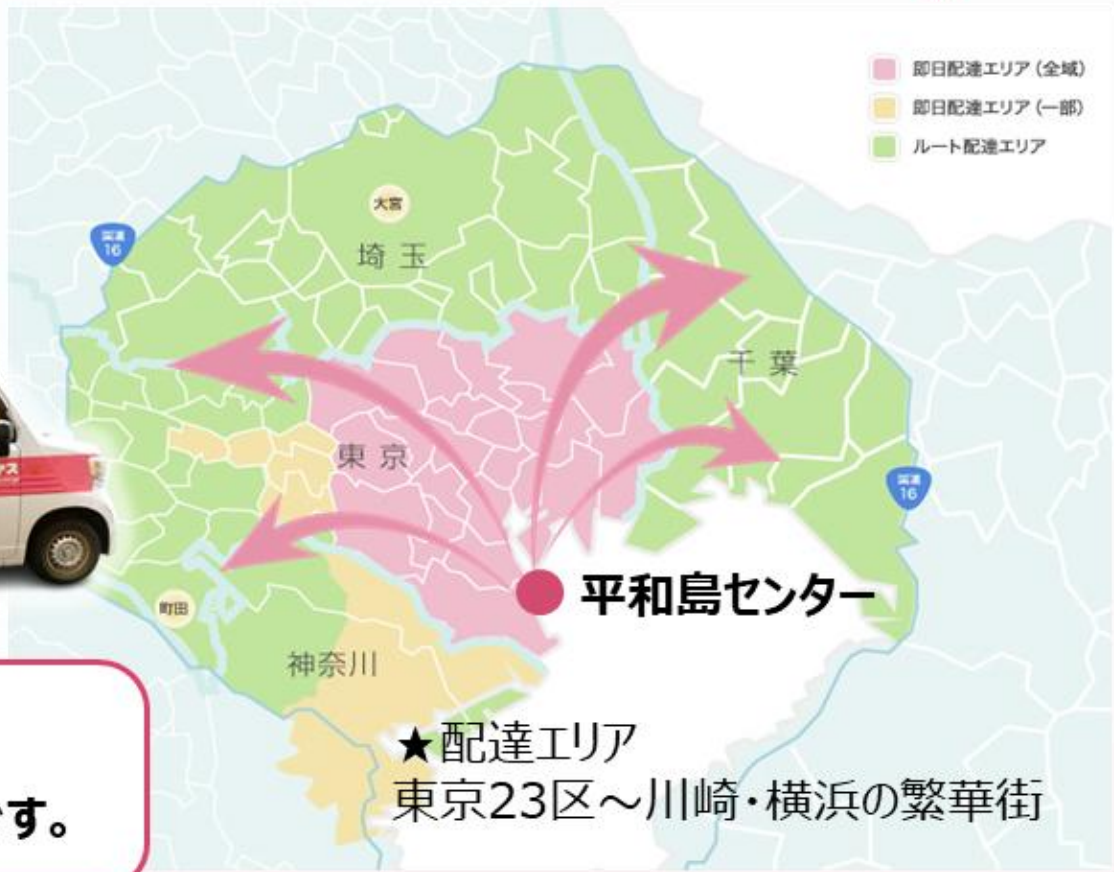 即日配達エリア（全域）
即日配達エリア（一部）
ルート配達エリア
大宮
国道
16
埼玉
千葉
東京
国道
16
町田
平和島センター
神奈川
★配達エリア
東京23区～川崎・横浜の繁華街
す。